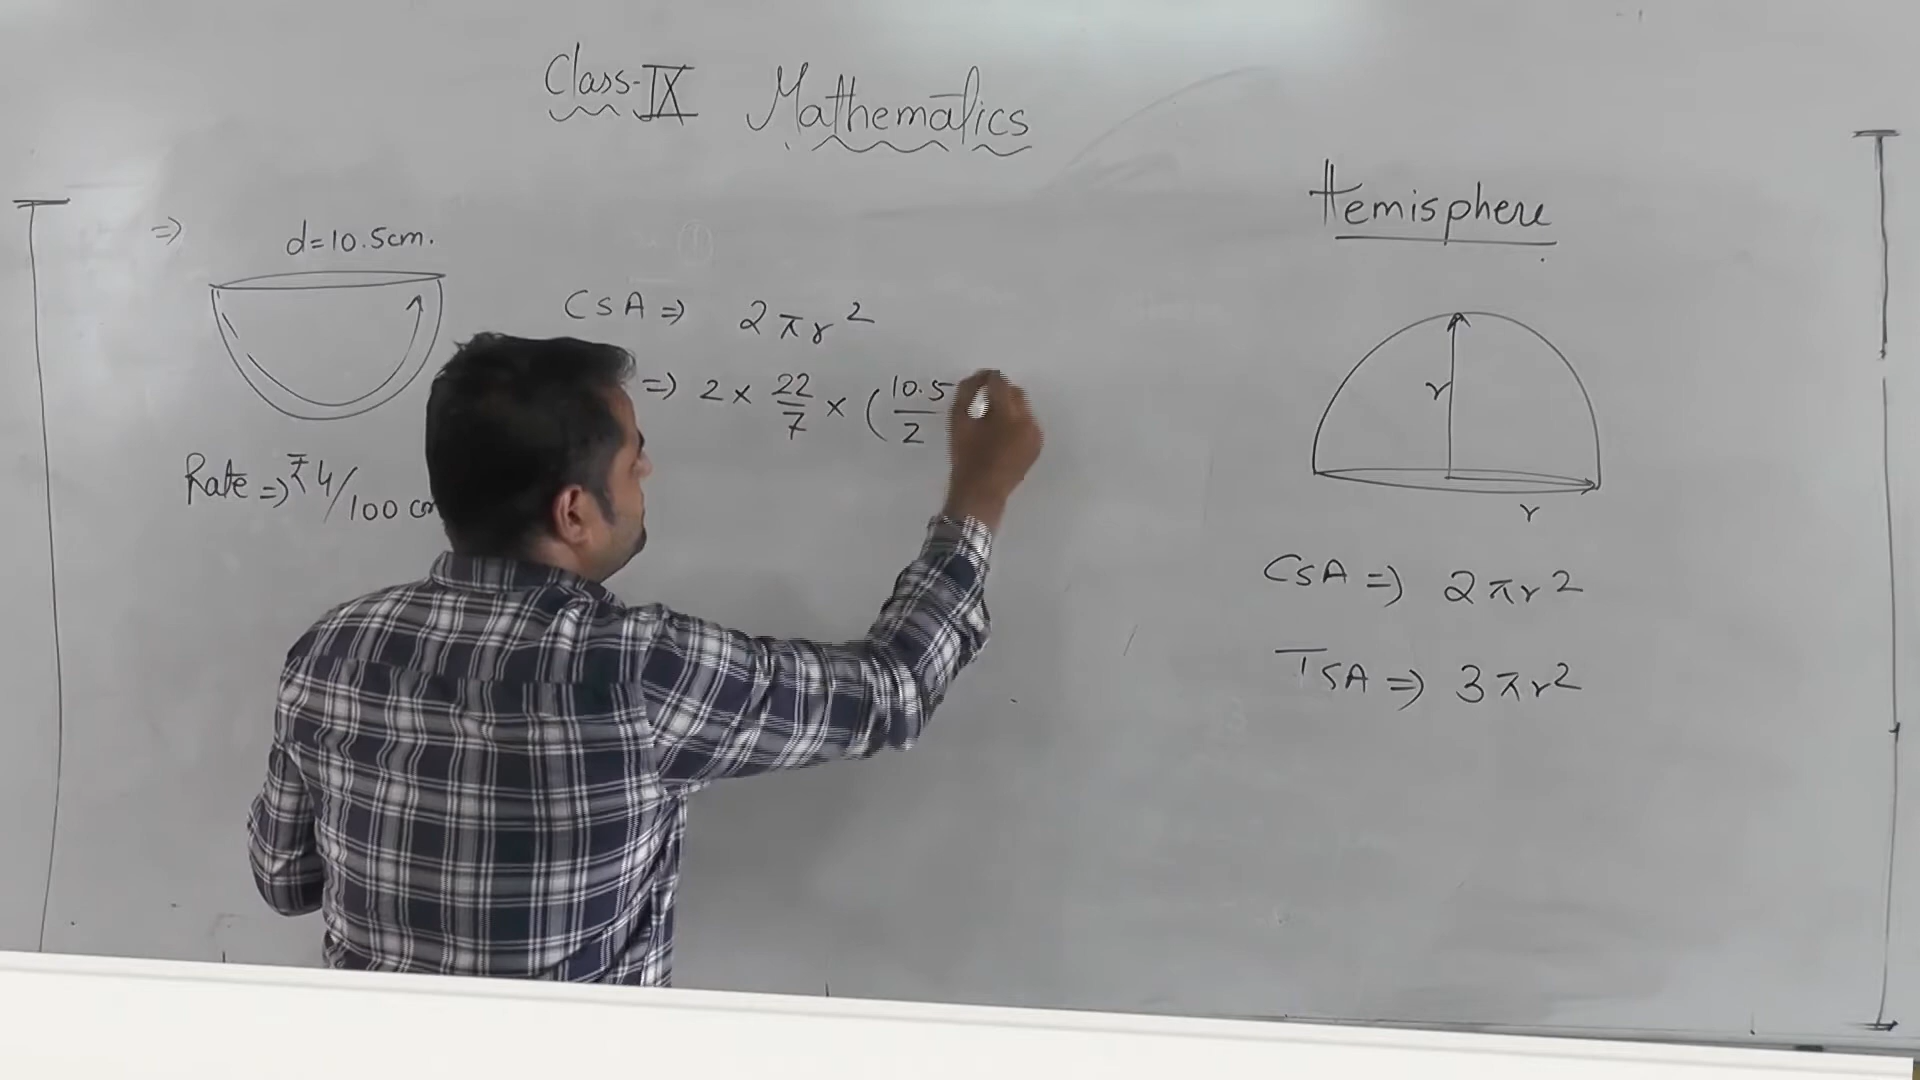 Class-IX Mathematics
d=10.5cm.
Rate => ₹4/100
CSA => 2πr²
=> 2 × 22/7 × (10.5/2
Hemisphere
r
r
CSA => 2πr²
TSA => 3πr²